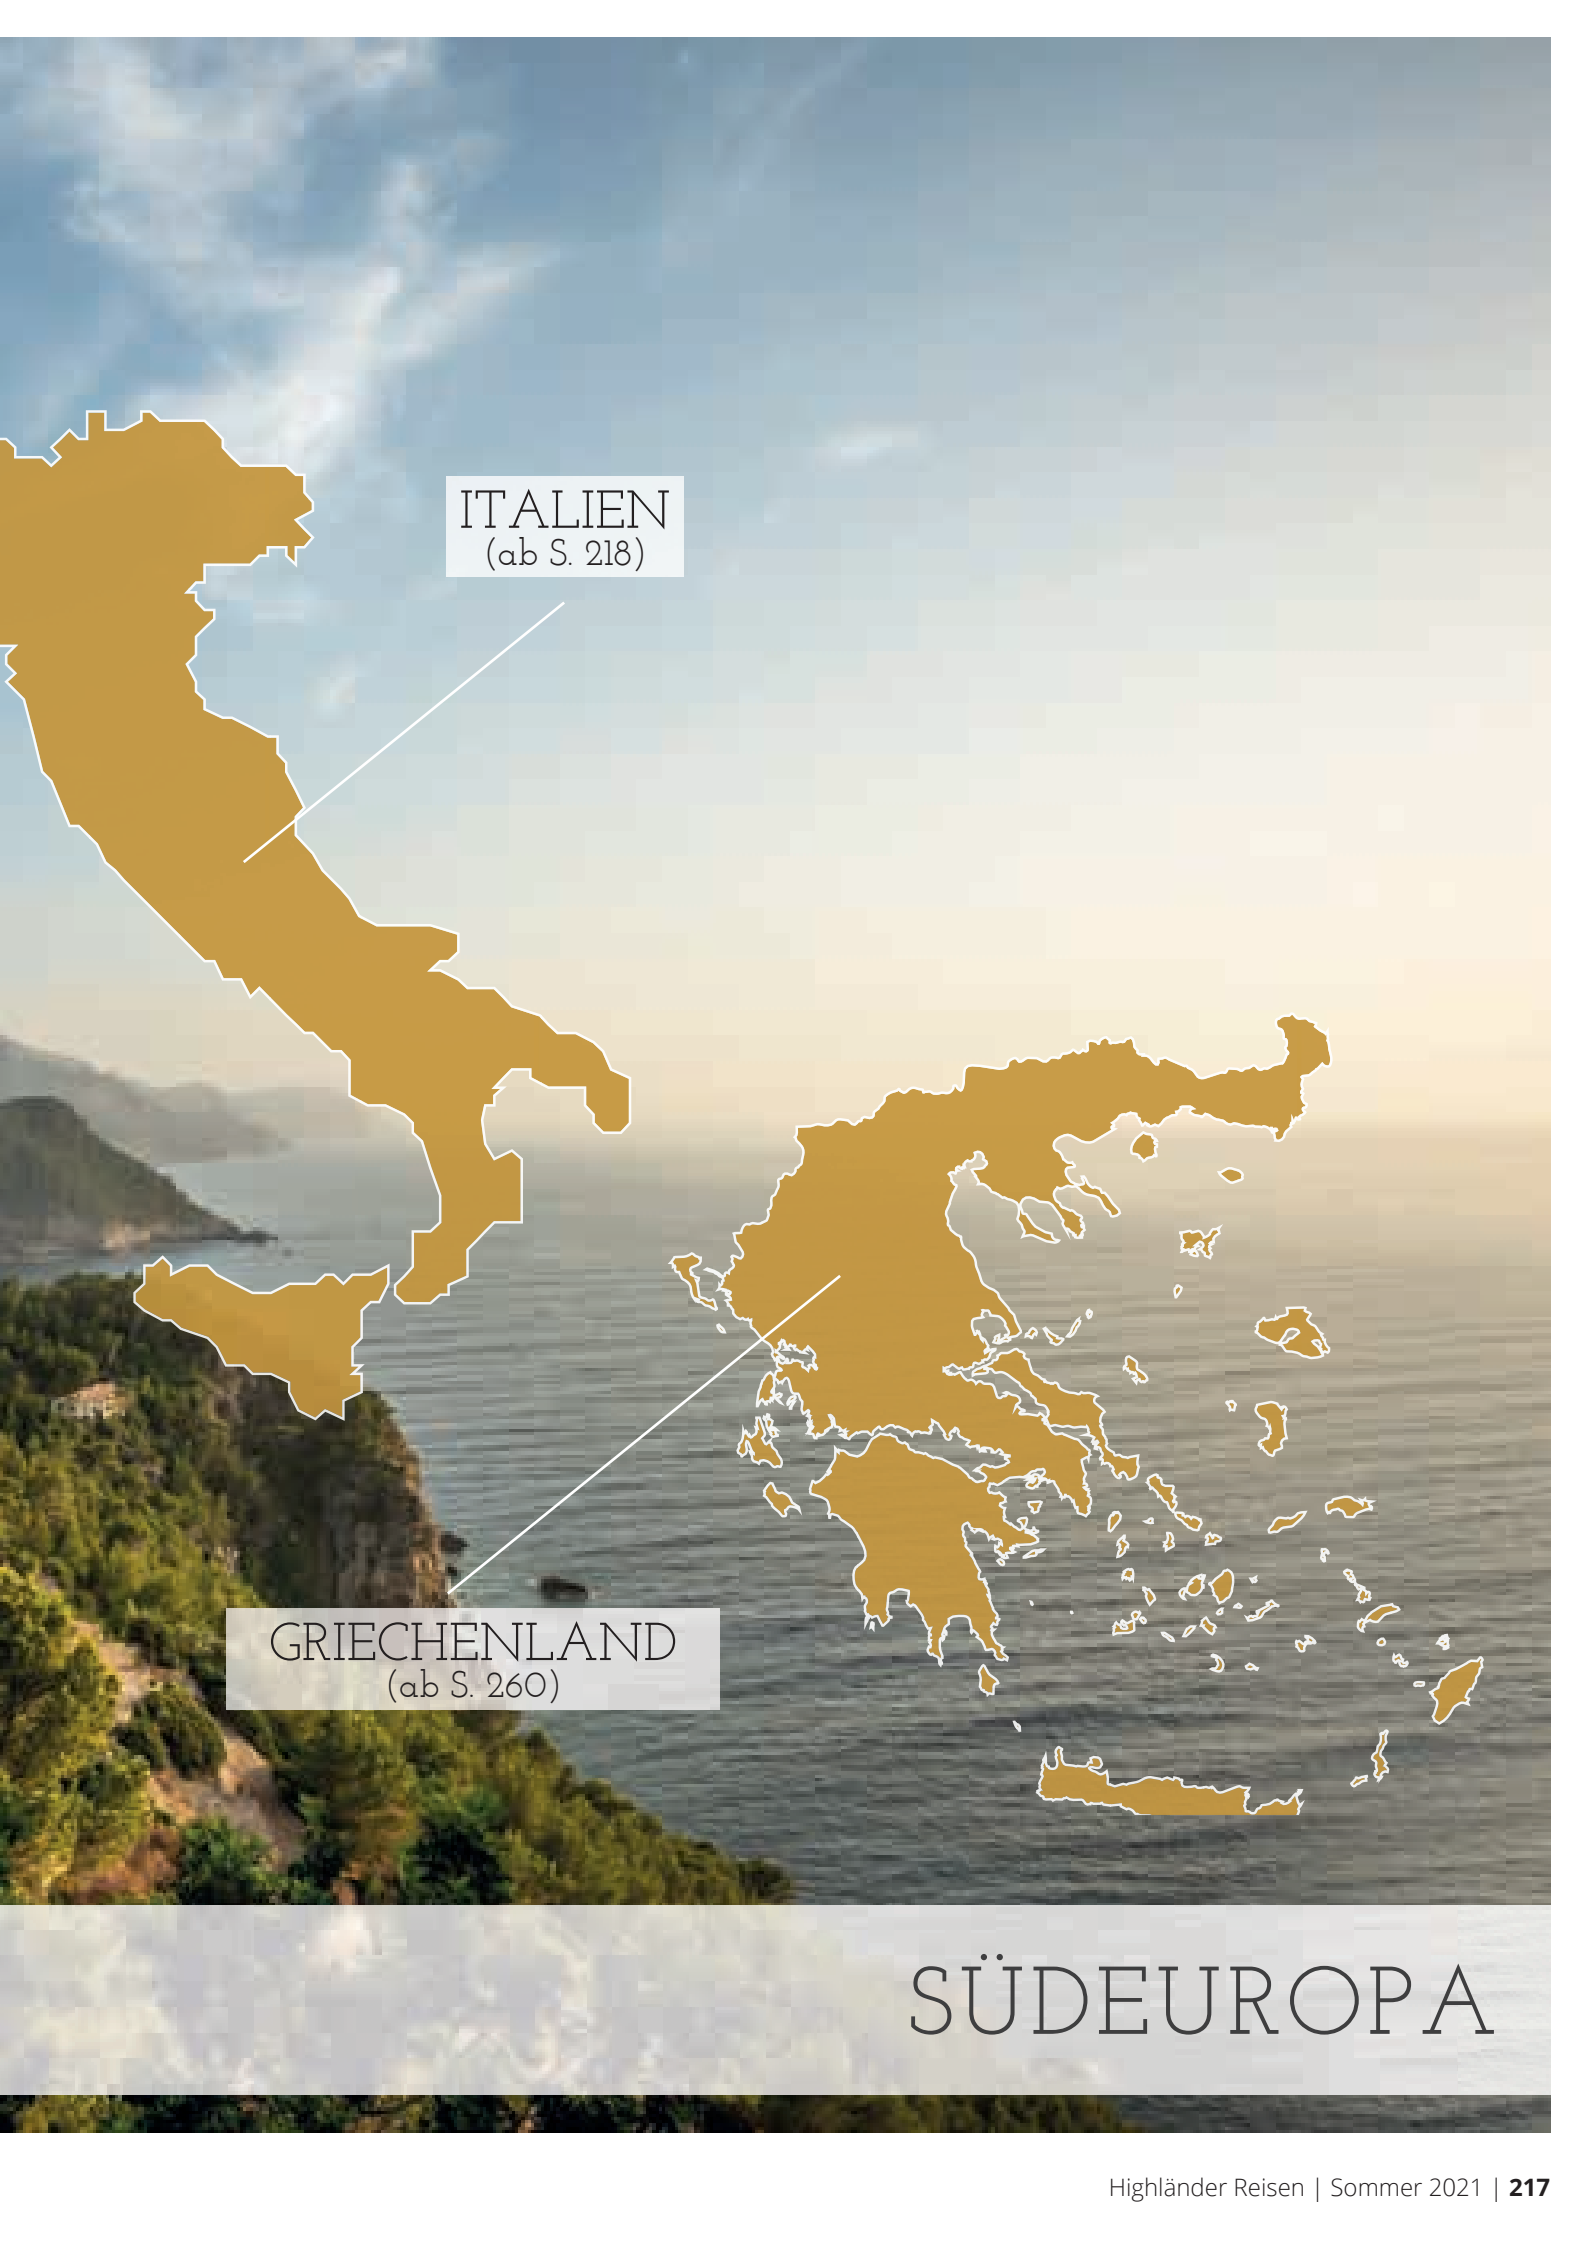 ITALIEN
(ab S. 218)
GRIECHENLAND
(ab S. 260)
SÜDEUROPA
Highländer Reisen | Sommer 2021 | 217